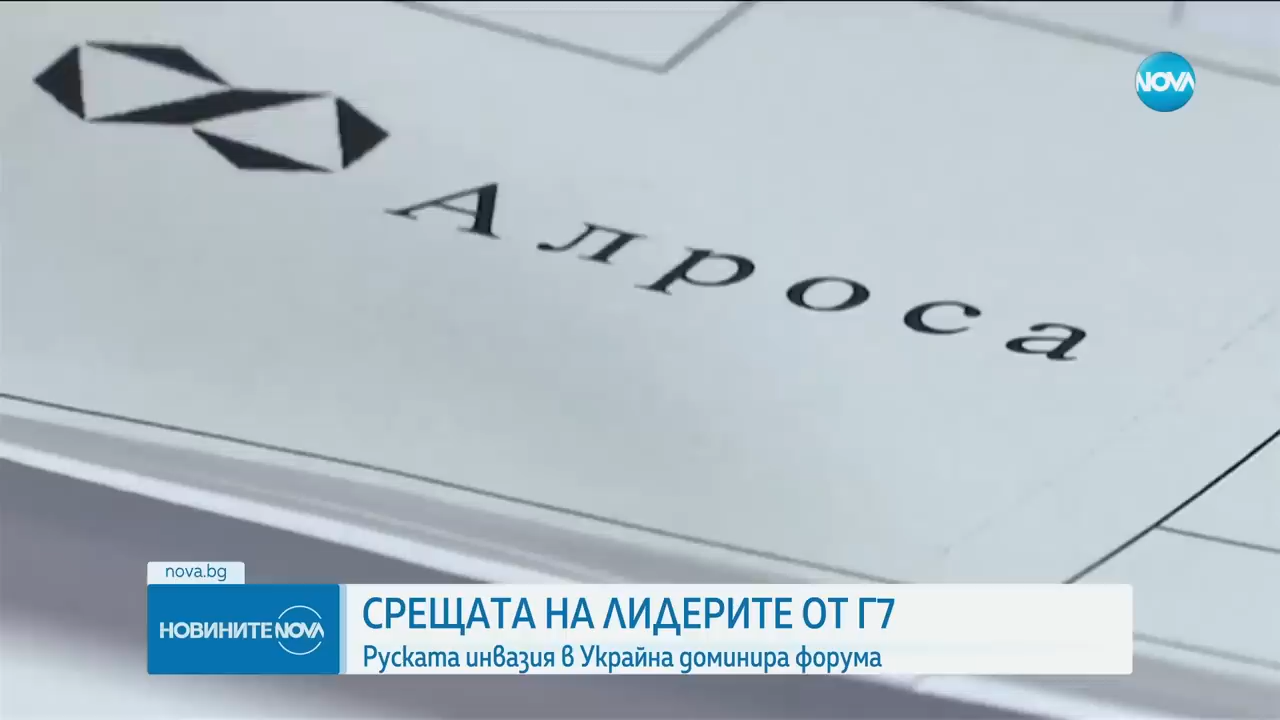 NOVA
Алроса
nova.bg
НОВИНИТЕ NOVA
СРЕЩАТА НА ЛИДЕРИТЕ ОТ Г7
Руската инвазия в Украйна доминира форума